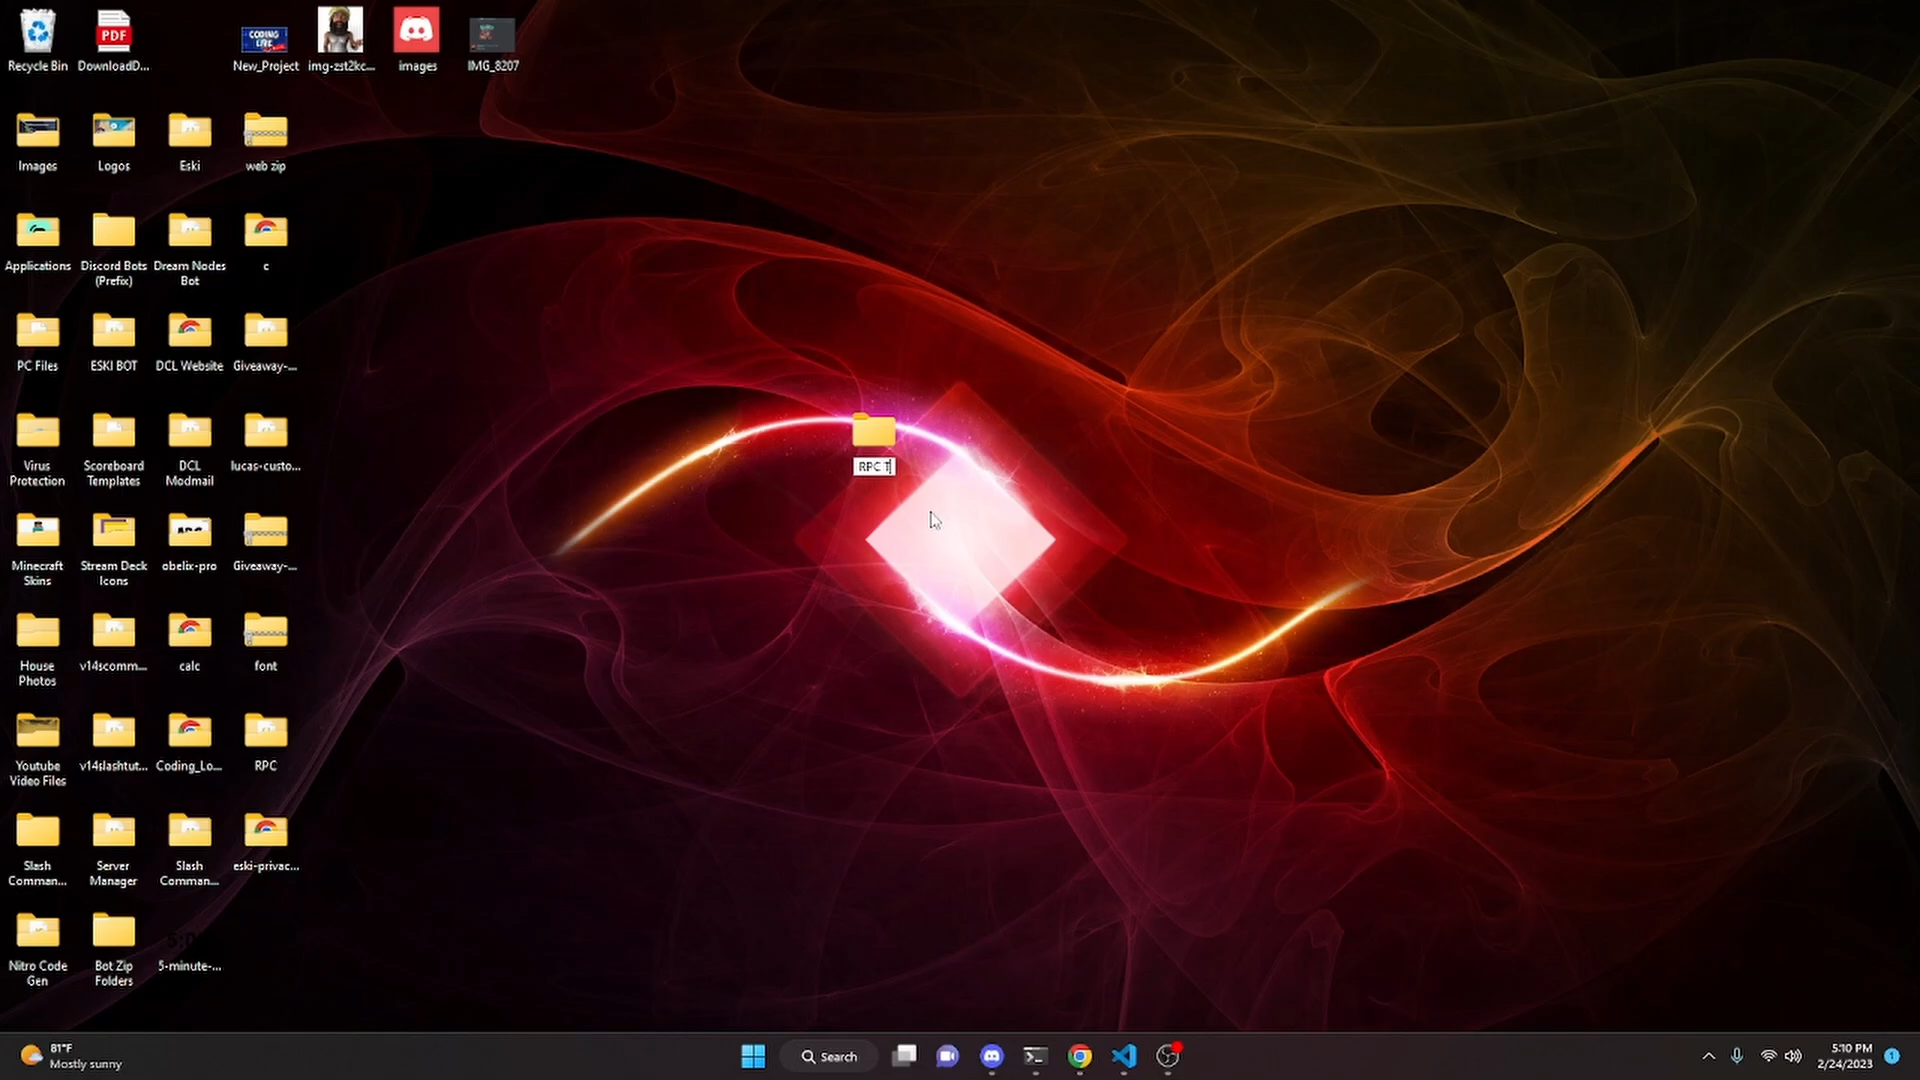 Recycle Bin
DownloadD...
CODING
New_Project
img-zst2kc...
images
IMG_8207
PDF
Images
Logos
Eski
web zip
Applications
Discord Bots
(Prefix)
Dream Nodes
Bot
c
PC Files
ESKI BOT
DCL Website
Giveaway-...
Virus
Protection
Scoreboard
Templates
DCL
Modmail
lucas-custo...
RPC T
Minecraft
Skins
Stream Deck
Icons
obelix-pro
Giveaway-...
House
Photos
v14scomm...
calc
font
Youtube
Video Files
v14slashtut...
Coding_Lo...
RPC
Slash
Comman...
Server
Manager
Slash
Comman...
eski-privac...
Nitro Code
Gen
Bot Zip
Folders
5-minute-...
81°F
Mostly sunny
Search
5:10 PM
2/24/2023
1